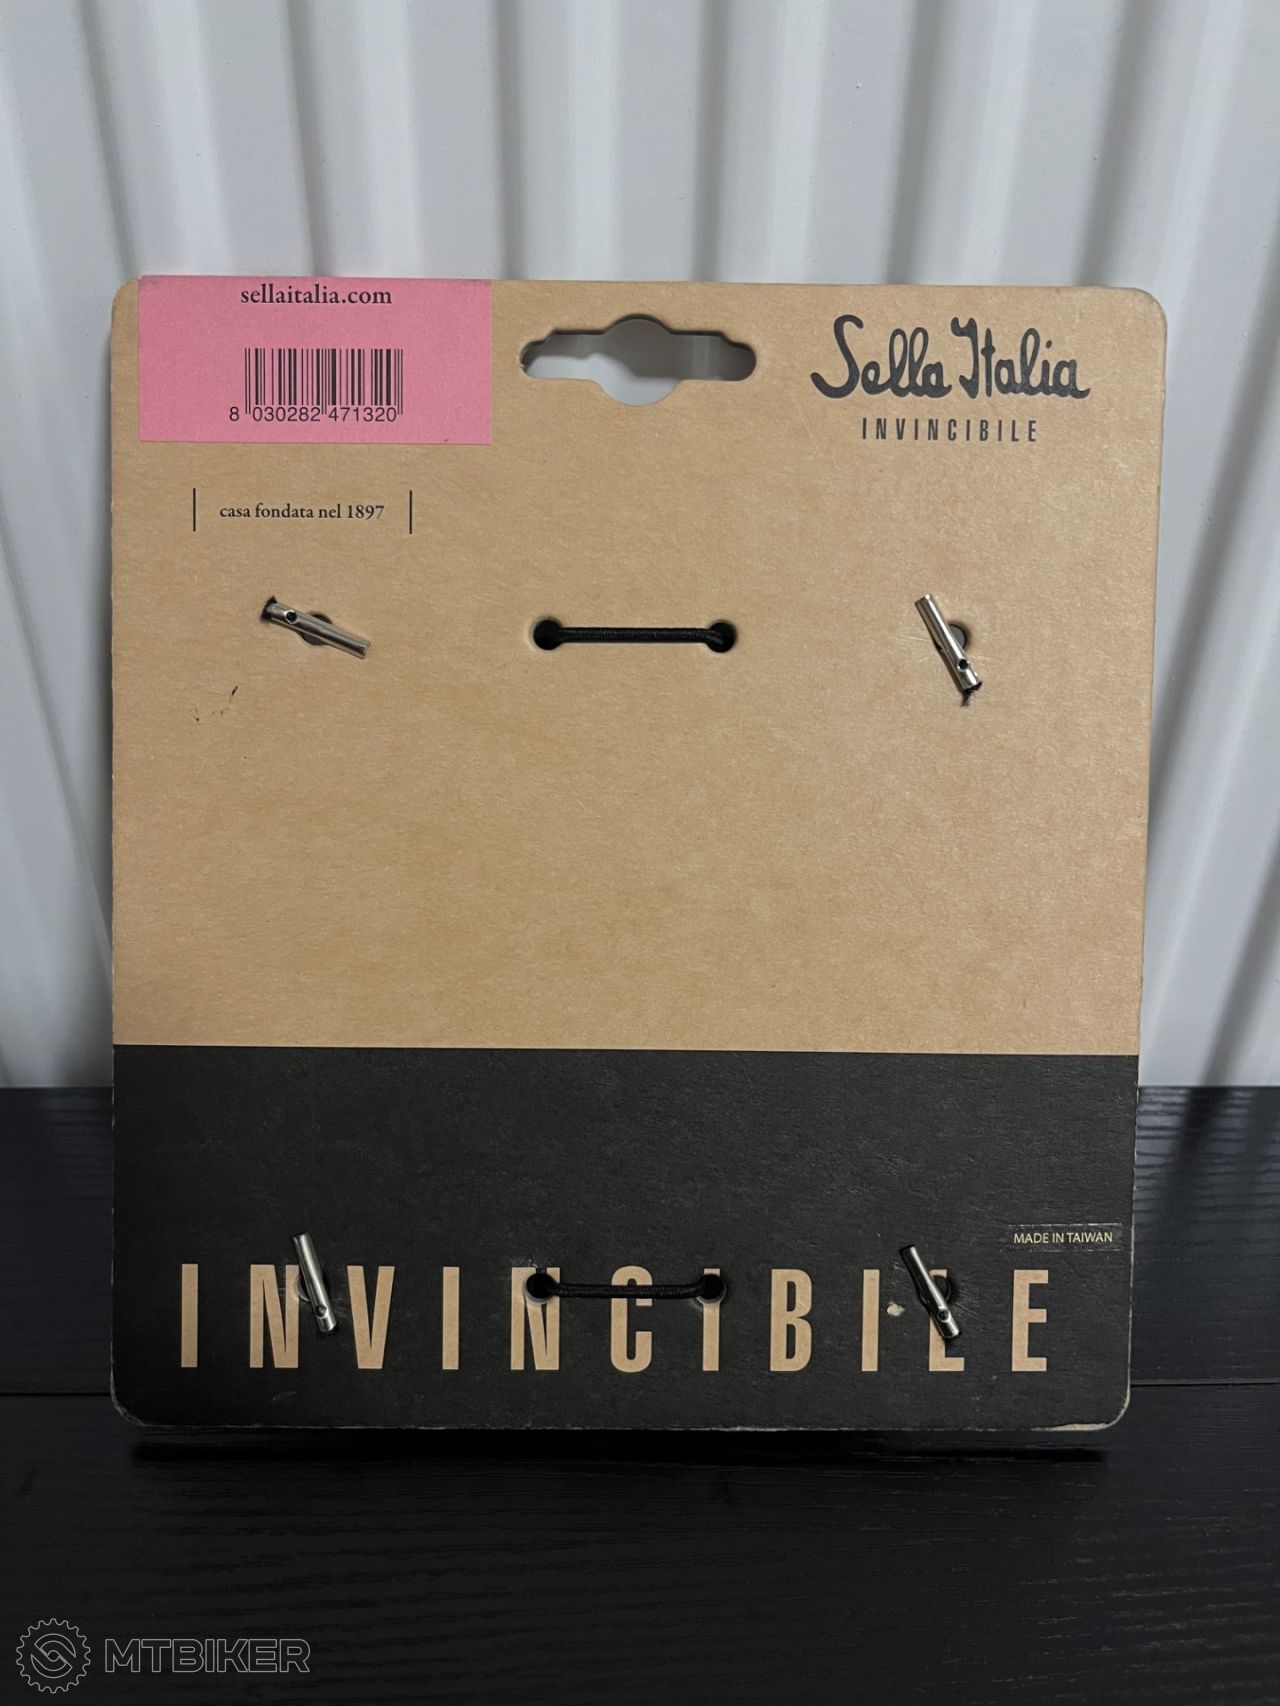 sellaitalia.com
8 030282 471320
Sella Italia
INVINCIBILE
casa fondata nel 1897
MADE IN TAIWAN
INVINCIBILE
MTBIKER